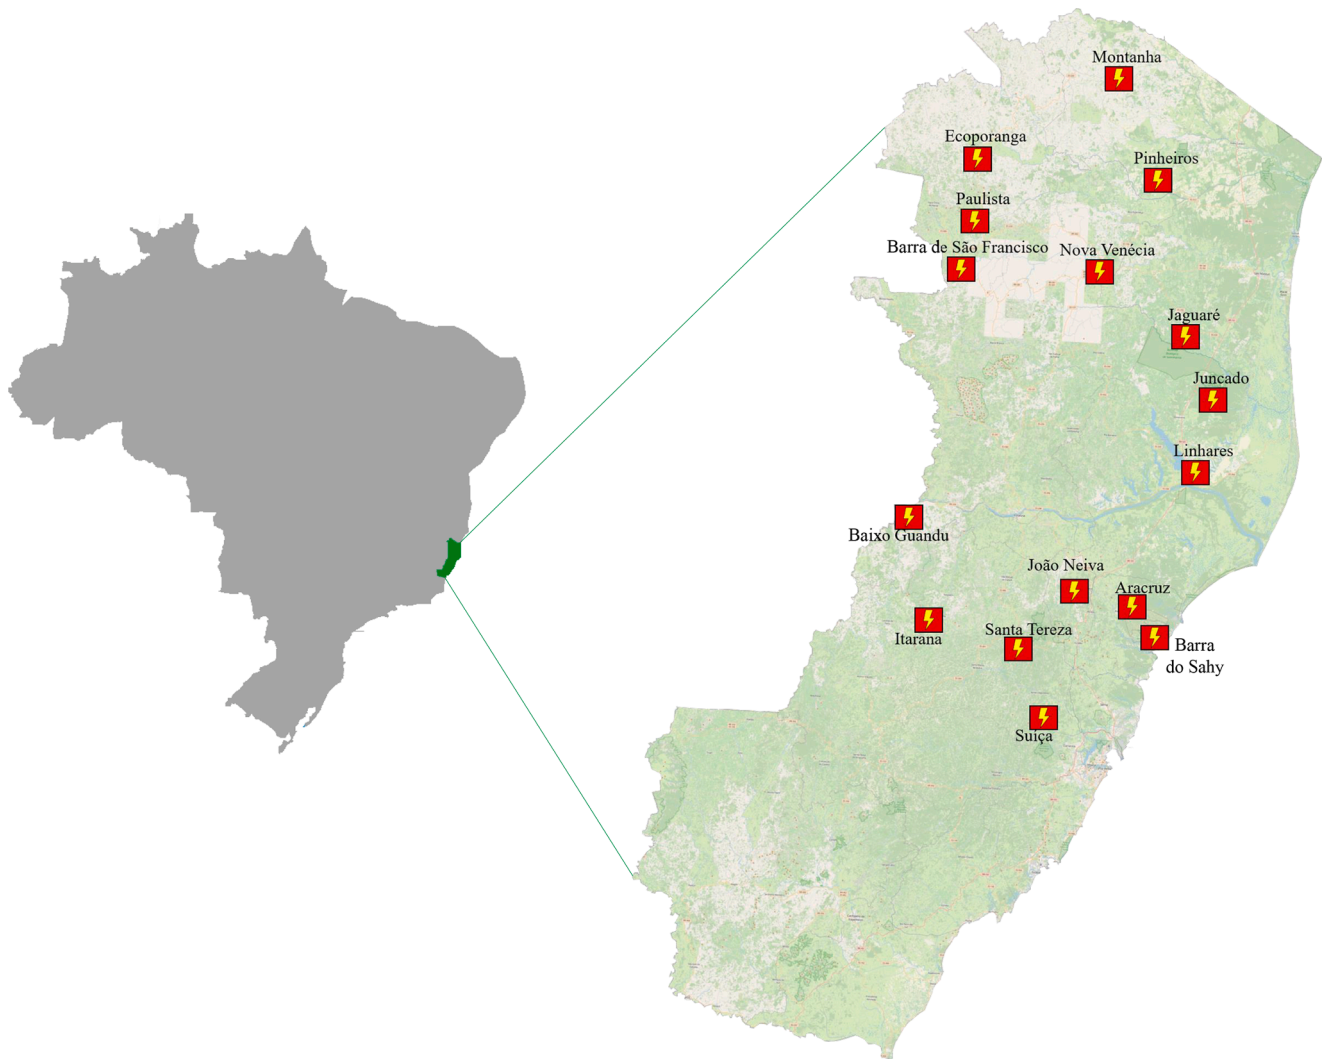 Montanha
Ecoporanga
Pinheiros
Paulista
Barra de São Francisco
Nova Venécia
Jaguaré
Juncado
Linhares
Baixo Guandu
João Neiva
Aracruz
Itarana
Santa Tereza
Barra
do Sahy
Suíça